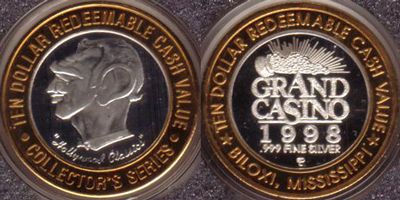 TEN DOLLAR REDEEMABLE CASH VALUE
"Hollywood Classics"
• COLLECTOR'S SERIES •
TEN DOLLAR REDEEMABLE CASH VALUE
GRAND
CASINO
1998
.999 FINE SILVER
BILOXI, MISSISSIPPI